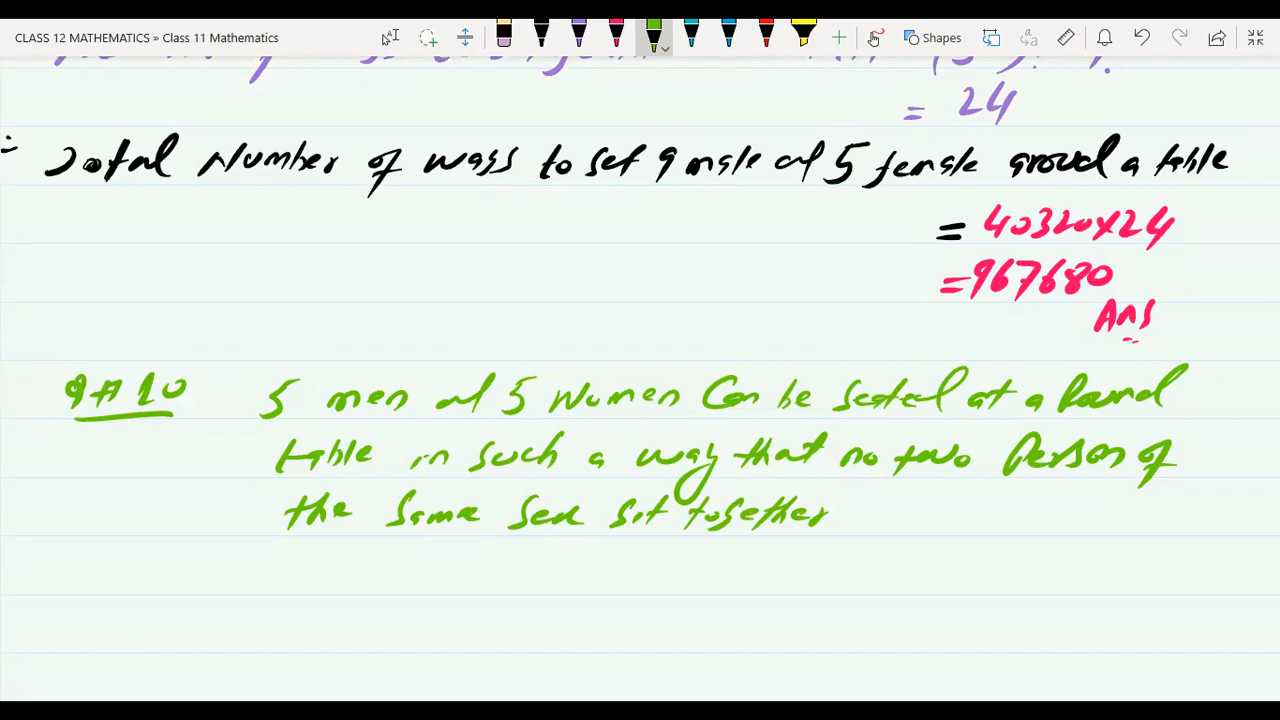 CLASS 12 MATHEMATICS » Class 11 Mathematics
Shapes
= 24
Total Number of ways to set 9 male and 5 female around a table
= 40320x24
= 967680
Ans
Q # 10 5 men and 5 Women Can be seated at a Round
table in such a way that no two Person of
the same sex sit together